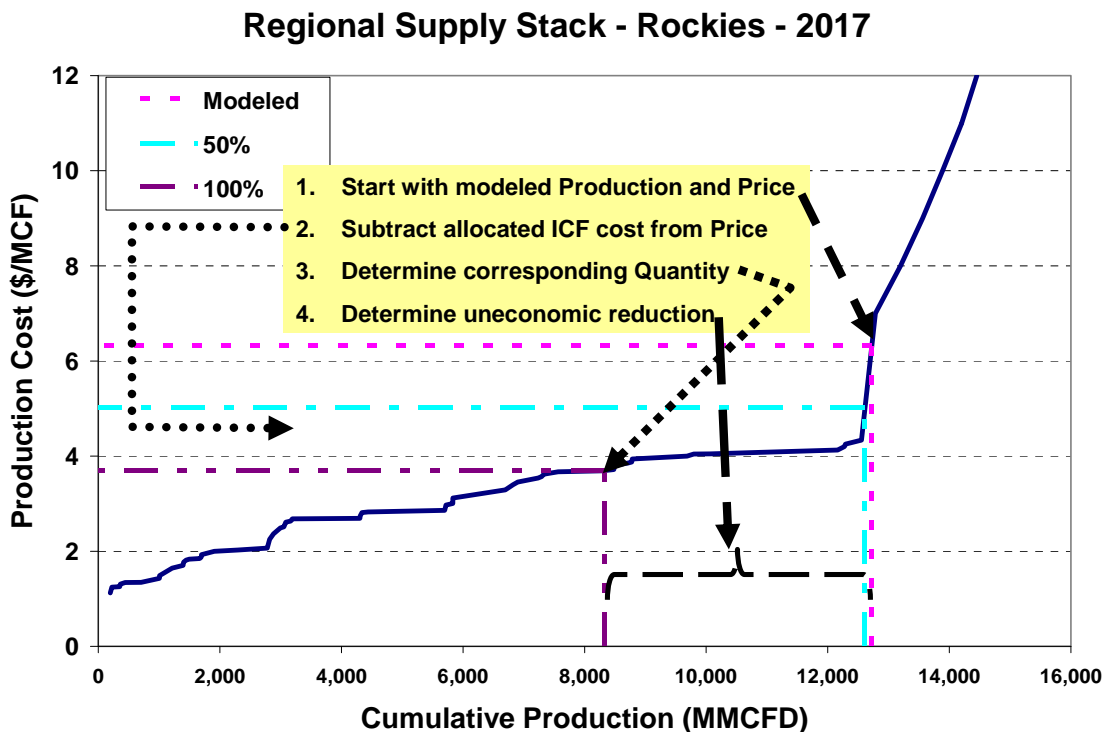 Regional Supply Stack - Rockies - 2017
Production Cost ($/MCF)
12
10
8
6
4
2
0
Modeled
50%
100%
1. Start with modeled Production and Price
2. Subtract allocated ICF cost from Price
3. Determine corresponding Quantity
4. Determine uneconomic reduction
0 2,000 4,000 6,000 8,000 10,000 12,000 14,000 16,000
Cumulative Production (MMCFD)